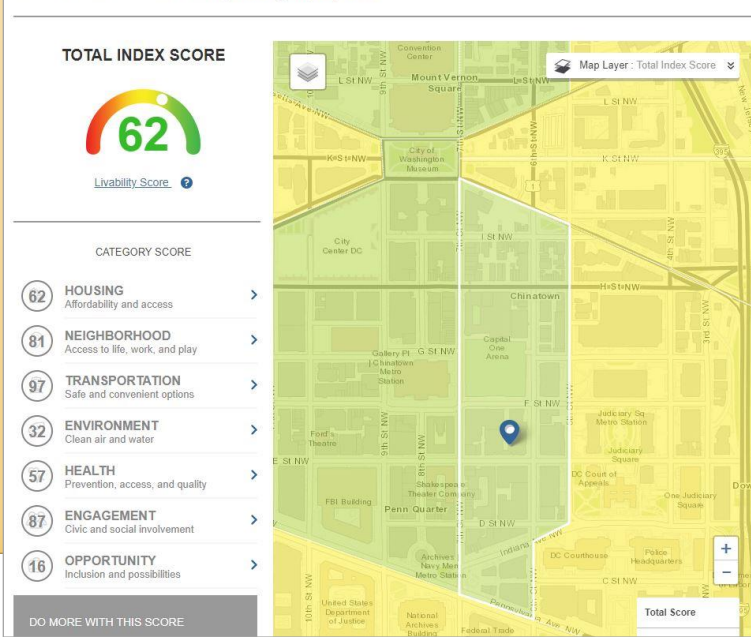 TOTAL INDEX SCORE
62
Livability Score ?
CATEGORY SCORE
62 HOUSING
Affordability and access
81 NEIGHBORHOOD
Access to life, work, and play
97 TRANSPORTATION
Safe and convenient options
32 ENVIRONMENT
Clean air and water
57 HEALTH
Prevention, access, and quality
87 ENGAGEMENT
Civic and social involvement
16 OPPORTUNITY
Inclusion and possibilities
DO MORE WITH THIS SCORE
Map Layer : Total Index Score
Convention
Center
L St NW
9th St NW
Mount Vernon
Square
L St NW
L St NW
New Jersey
K St NW
City of
Washington
Museum
7th St NW
6th St NW
K St NW
395
1
I St NW
7th St NW
4th St NW
City
Center DC
H St NW
Chinatown
3rd St NW
Capital
One
Arena
Gallery Pl
| Chinatown
Metro
Station
G St NW
F St NW
Judiciary Sq
Metro Station
Ford's
Theatre
9th St NW
8th St NW
Judiciary
Square
E St NW
DC Court of
Appeals
Shakespeare
Theater Company
One Judiciary
Square
FBI Building
Penn Quarter
D St NW
Indiana Ave NW
DC Courthouse
Police
Headquarters
Archives
Navy Mem
Metro Station
C St NW
+
−
10th St NW
United States
Department
of Justice
National
Archives
Building
Pennsylvania Ave NW
Federal Trade
Total Score